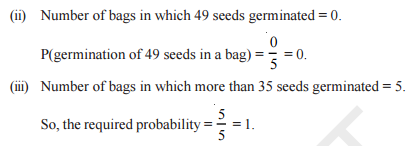 (ii) Number of bags in which 49 seeds germinated = 0.
P(germination of 49 seeds in a bag) = 0/5 = 0.
(iii) Number of bags in which more than 35 seeds germinated = 5.
So, the required probability = 5/5 = 1.